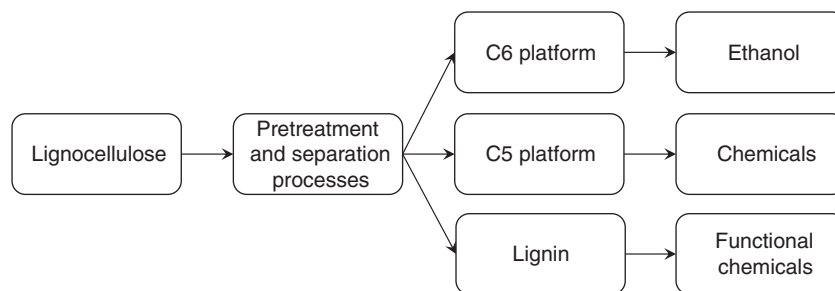 C6 platform
Ethanol
Lignocellulose
Pretreatment
and separation
processes
C5 platform
Chemicals
Lignin
Functional
chemicals